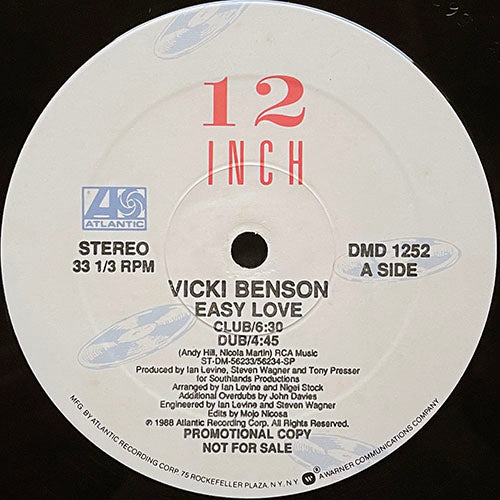 12
INCH
ATLANTIC
STEREO
33 1/3 RPM
DMD 1252
A SIDE
VICKI BENSON
EASY LOVE
CLUB/6:30
DUB/4:45
(Andy Hill, Nicola Martin) RCA Music
ST-DM-56233/56234-SP
Produced by Ian Levine, Steven Wagner and Tony Presser
for Southlands Productions
Arranged by Ian Levine and Nigel Stock
Additional Overdubs by John Davies
Engineered by Ian Levine and Steven Wagner
Edits by Mojo Nicosa
℗ 1988 Atlantic Recording Corp. All Rights Reserved.
PROMOTIONAL COPY
NOT FOR SALE
MFG. BY ATLANTIC RECORDING CORP. 75 ROCKEFELLER PLAZA, N.Y. N.Y. ® A WARNER COMMUNICATIONS COMPANY